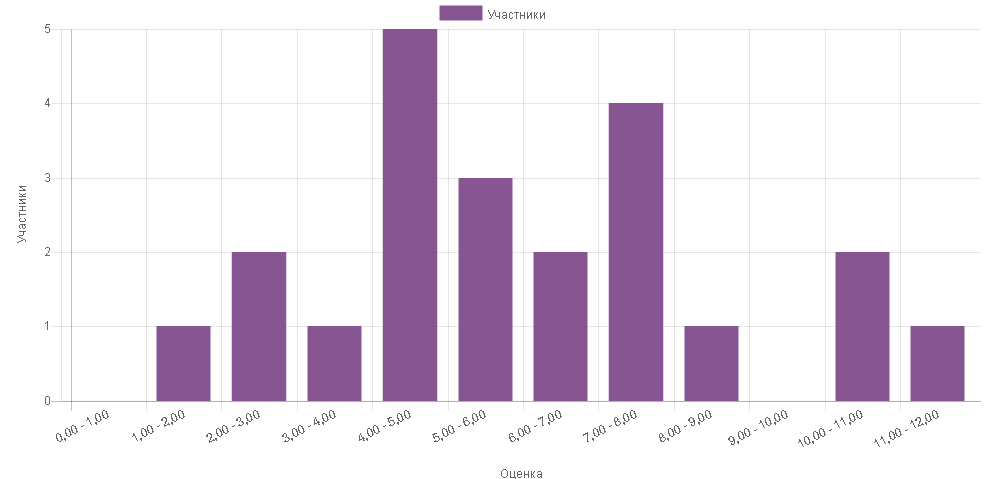 Участники
5
4
3
2
1
0
Участники
0,00 - 1,00
1,00 - 2,00
2,00 - 3,00
3,00 - 4,00
4,00 - 5,00
5,00 - 6,00
6,00 - 7,00
7,00 - 8,00
8,00 - 9,00
9,00 - 10,00
10,00 - 11,00
11,00 - 12,00
Оценка